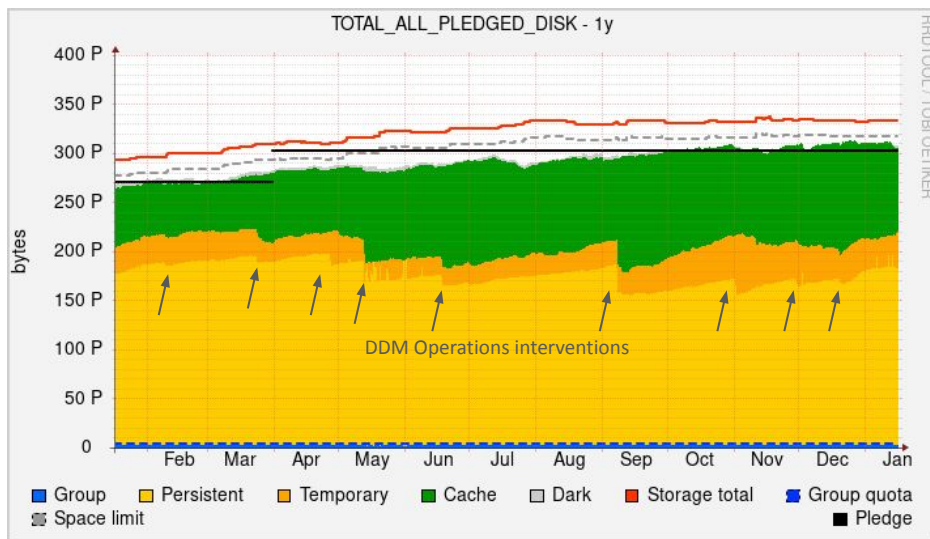 TOTAL_ALL_PLEDGED_DISK - 1y
RRDTOOL / TOBI OETIKER
bytes
400 P
350 P
300 P
250 P
200 P
150 P
100 P
50 P
0
DDM Operations interventions
Feb Mar Apr May Jun Jul Aug Sep Oct Nov Dec Jan
Group Persistent Temporary Cache Dark Storage total Group quota
Space limit Pledge